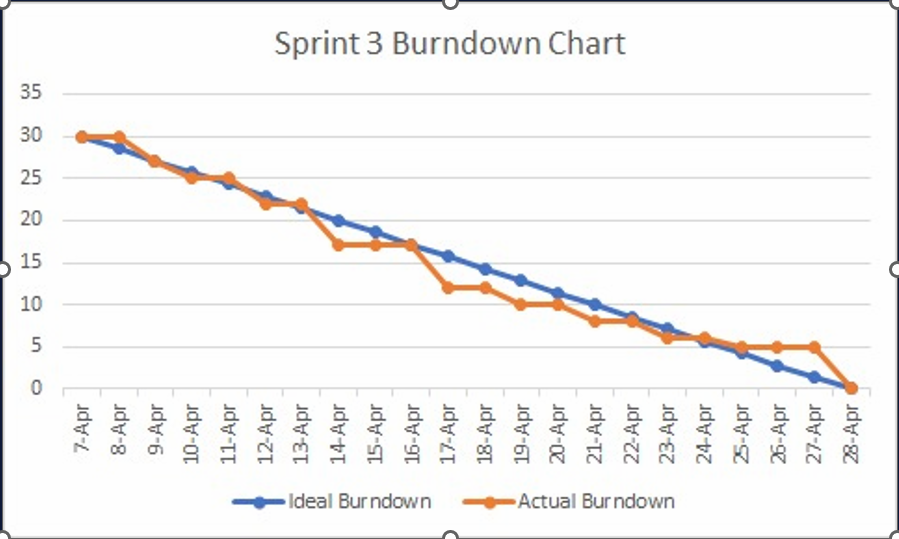 Sprint 3 Burndown Chart
35
30
25
20
15
10
5
0
7-Apr
8-Apr
9-Apr
10-Apr
11-Apr
12-Apr
13-Apr
14-Apr
15-Apr
16-Apr
17-Apr
18-Apr
19-Apr
20-Apr
21-Apr
22-Apr
23-Apr
24-Apr
25-Apr
26-Apr
27-Apr
28-Apr
Ideal Burndown
Actual Burndown